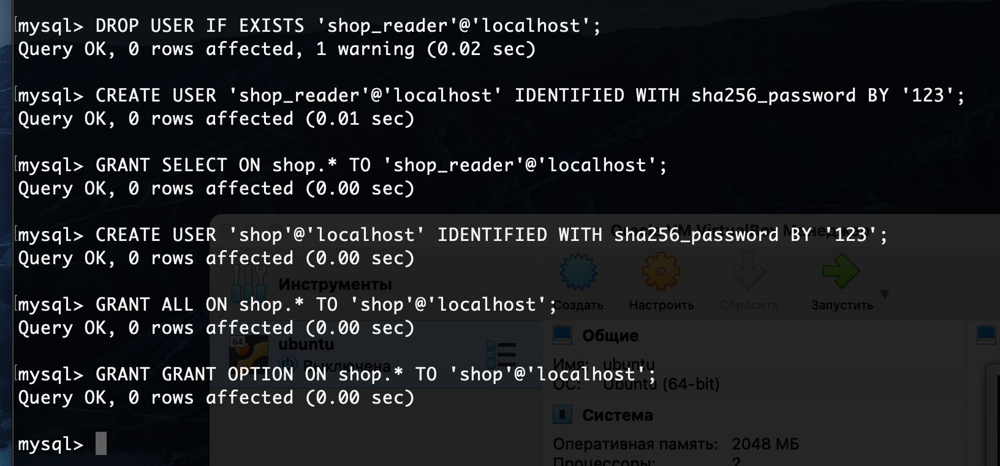 mysql> DROP USER IF EXISTS 'shop_reader'@'localhost';
Query OK, 0 rows affected, 1 warning (0.02 sec)
mysql> CREATE USER 'shop_reader'@'localhost' IDENTIFIED WITH sha256_password BY '123';
Query OK, 0 rows affected (0.01 sec)
mysql> GRANT SELECT ON shop.* TO 'shop_reader'@'localhost';
Query OK, 0 rows affected (0.00 sec)
mysql> CREATE USER 'shop'@'localhost' IDENTIFIED WITH sha256_password BY '123';
Oracle VM VirtualBox Менеджер
Query OK, 0 rows affected (0.00 sec)
Инструменты
Создать Настроить Сбросить Запустить
mysql> GRANT ALL ON shop.* TO 'shop'@'localhost';
Query OK, 0 rows affected (0.00 sec)
64 ubuntu
Выключена
Общие
Имя: ubuntu
ОС: Ubuntu (64-bit)
mysql> GRANT GRANT OPTION ON shop.* TO 'shop'@'localhost';
Query OK, 0 rows affected (0.00 sec)
Система
Оперативная память: 2048 МБ
Процессоры: 2
mysql>